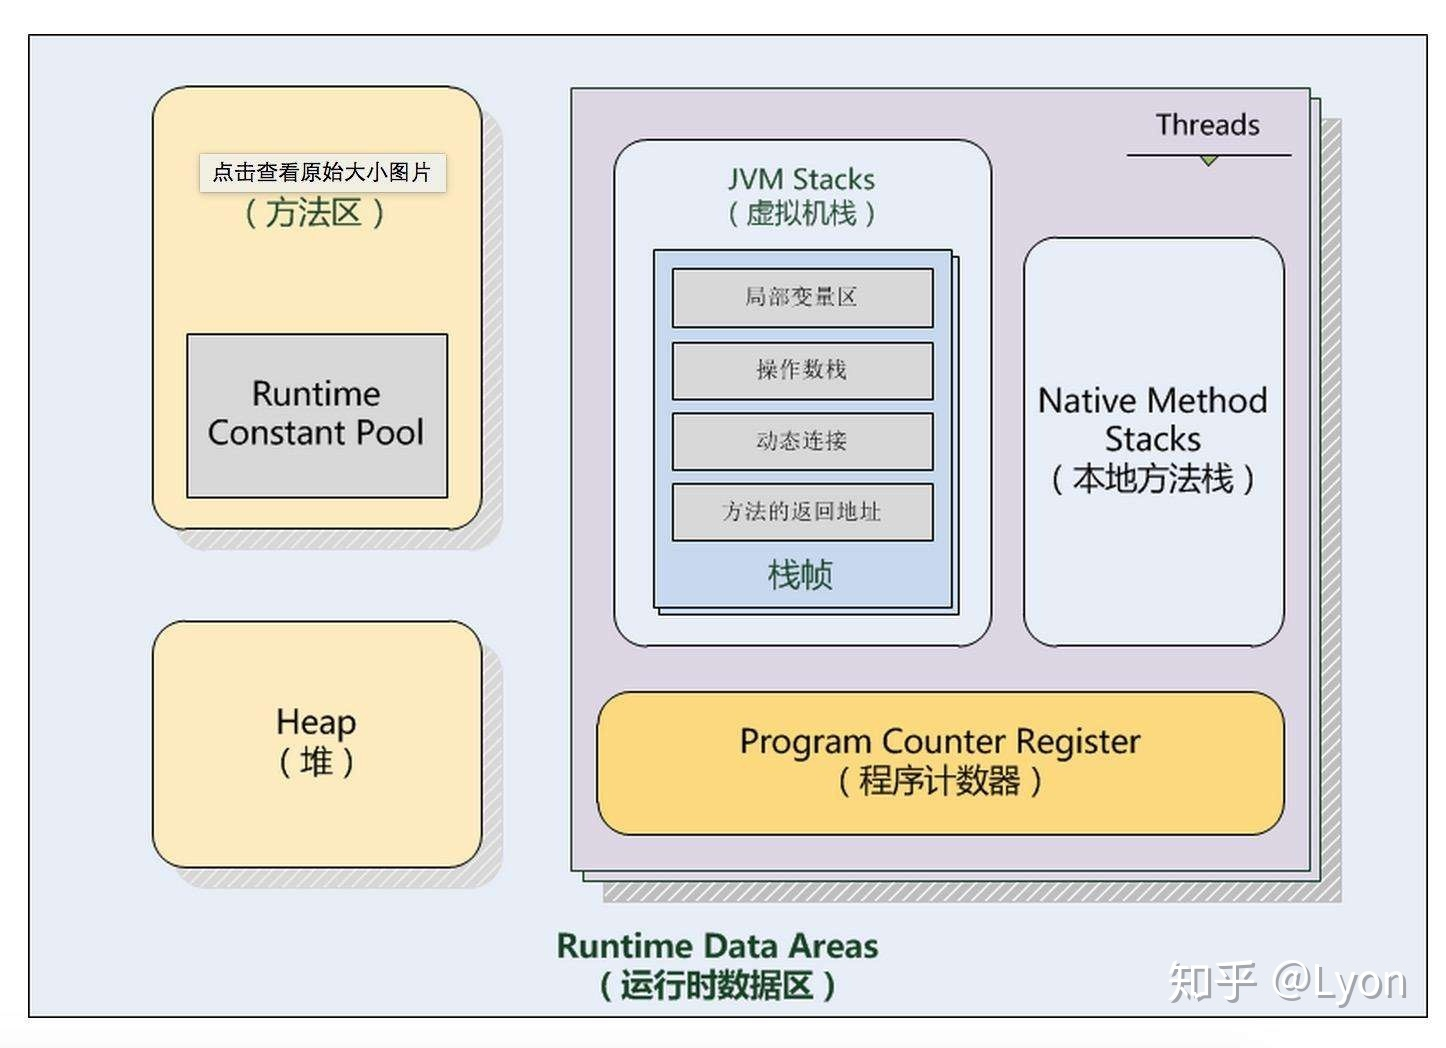 点击查看原始大小图片
（方法区）
Runtime
Constant Pool
Heap
（堆）
Threads
JVM Stacks
（虚拟机栈）
局部变量区
操作数栈
动态连接
方法的返回地址
栈帧
Native Method
Stacks
（本地方法栈）
Program Counter Register
（程序计数器）
Runtime Data Areas
（运行时数据区）
知乎 @Lyon